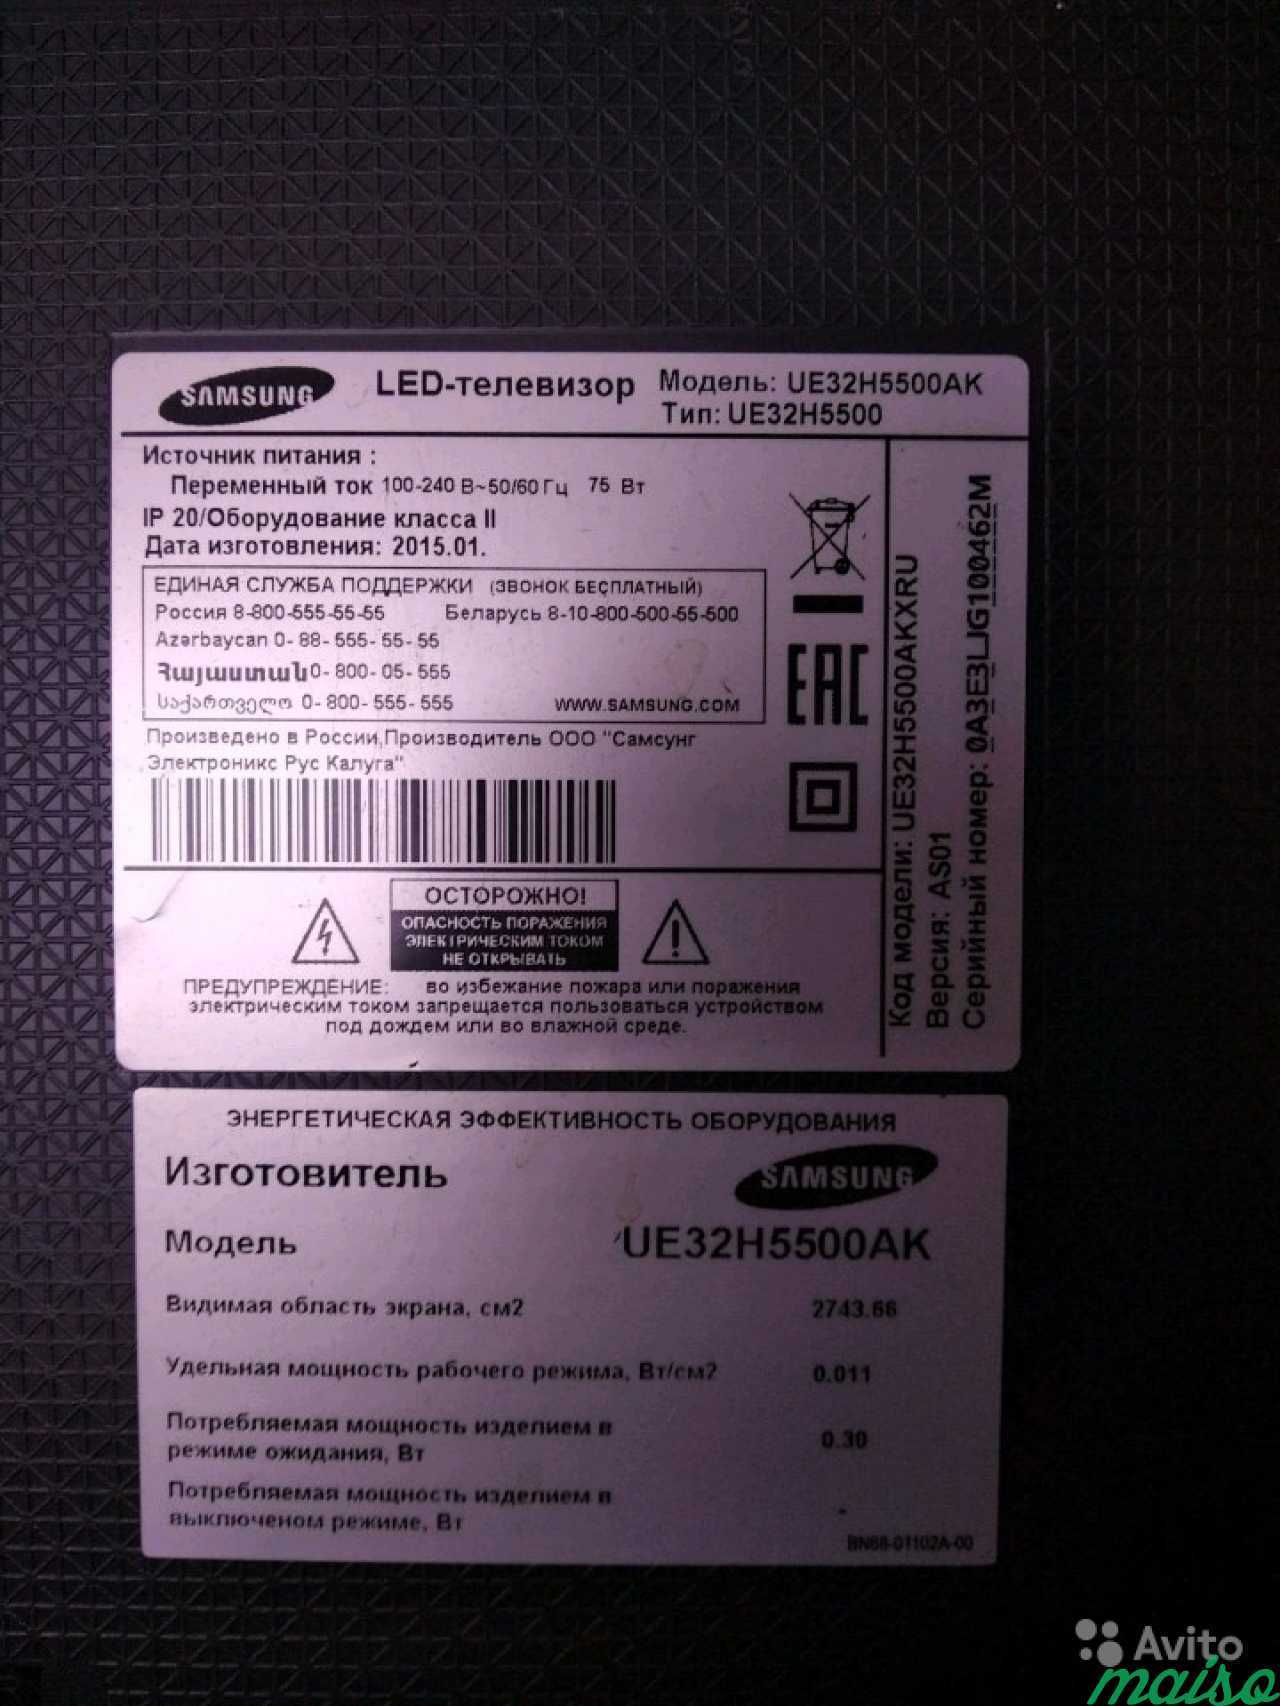 SAMSUNG
LED-телевизор
Модель: UE32H5500AK
Тип: UE32H5500
Источник питания :
Переменный ток 100-240 В~50/60 Гц 75 Вт
IP 20/Оборудование класса II
Дата изготовления: 2015.01.
ЕДИНАЯ СЛУЖБА ПОДДЕРЖКИ (ЗВОНОК БЕСПЛАТНЫЙ)
Россия 8-800-555-55-55 Беларусь 8-10-800-500-55-500
Azərbaycan 0-88-555-55-55
Հայաստան 0-800-05-555
საქართველო 0-800-555-555 WWW.SAMSUNG.COM
Произведено в России,Производитель ООО "Самсунг
Электроникс Рус Калуга"
EAC
Код модели: UE32H5500AKXRU
Версия: AS01
Серийный номер: 0A3E3LJG100462M
ОСТОРОЖНО!
ОПАСНОСТЬ ПОРАЖЕНИЯ
ЭЛЕКТРИЧЕСКИМ ТОКОМ
НЕ ОТКРЫВАТЬ
ПРЕДУПРЕЖДЕНИЕ: во избежание пожара или поражения
электрическим током запрещается пользоваться устройством
под дождем или во влажной среде.
ЭНЕРГЕТИЧЕСКАЯ ЭФФЕКТИВНОСТЬ ОБОРУДОВАНИЯ
Изготовитель SAMSUNG
Модель UE32H5500AK
Видимая область экрана, см2 2743.66
Удельная мощность рабочего режима, Вт/см2 0.011
Потребляемая мощность изделием в
режиме ожидания, Вт 0.30
Потребляемая мощность изделием в
выключеном режиме, Вт -
BN68-01102A-00
Avito
maiso